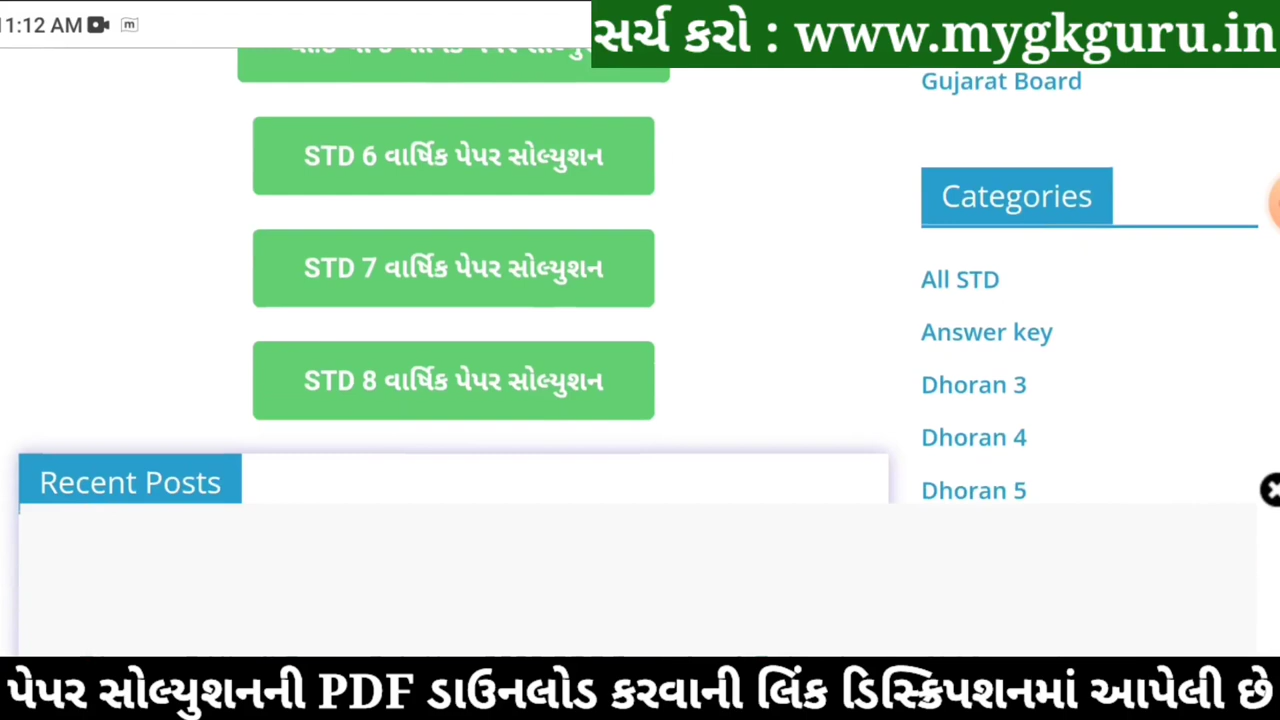 11:12 AM
સર્ચ કરો : www.mygkguru.in
Gujarat Board
STD 6 વાર્ષિક પેપર સોલ્યુશન
STD 7 વાર્ષિક પેપર સોલ્યુશન
STD 8 વાર્ષિક પેપર સોલ્યુશન
Categories
All STD
Answer key
Dhoran 3
Dhoran 4
Dhoran 5
Recent Posts
પેપર સોલ્યુશનની PDF ડાઉનલોડ કરવાની લિંક ડિસ્ક્રિપશનમાં આપેલી છે